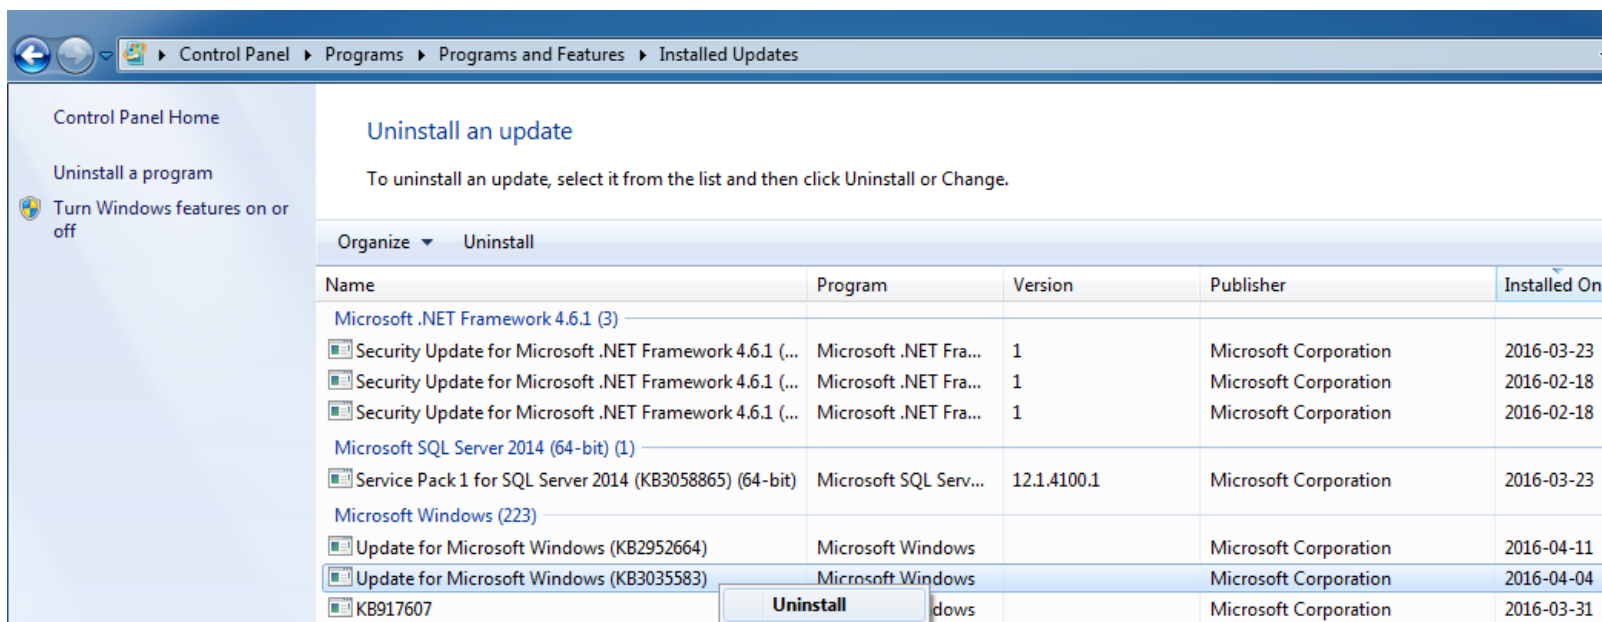 Control Panel Programs Programs and Features Installed Updates
Control Panel Home
Uninstall a program
Turn Windows features on or
off
Uninstall an update
To uninstall an update, select it from the list and then click Uninstall or Change.
Organize Uninstall
Name Program Version Publisher Installed On
Microsoft .NET Framework 4.6.1 (3)
Security Update for Microsoft .NET Framework 4.6.1 (... Microsoft .NET Fra... 1 Microsoft Corporation 2016-03-23
Security Update for Microsoft .NET Framework 4.6.1 (... Microsoft .NET Fra... 1 Microsoft Corporation 2016-02-18
Security Update for Microsoft .NET Framework 4.6.1 (... Microsoft .NET Fra... 1 Microsoft Corporation 2016-02-18
Microsoft SQL Server 2014 (64-bit) (1)
Service Pack 1 for SQL Server 2014 (KB3058865) (64-bit) Microsoft SQL Serv... 12.1.4100.1 Microsoft Corporation 2016-03-23
Microsoft Windows (223)
Update for Microsoft Windows (KB2952664) Microsoft Windows Microsoft Corporation 2016-04-11
Update for Microsoft Windows (KB3035583) Microsoft Windows Microsoft Corporation 2016-04-04
KB917607 Uninstall dows Microsoft Corporation 2016-03-31